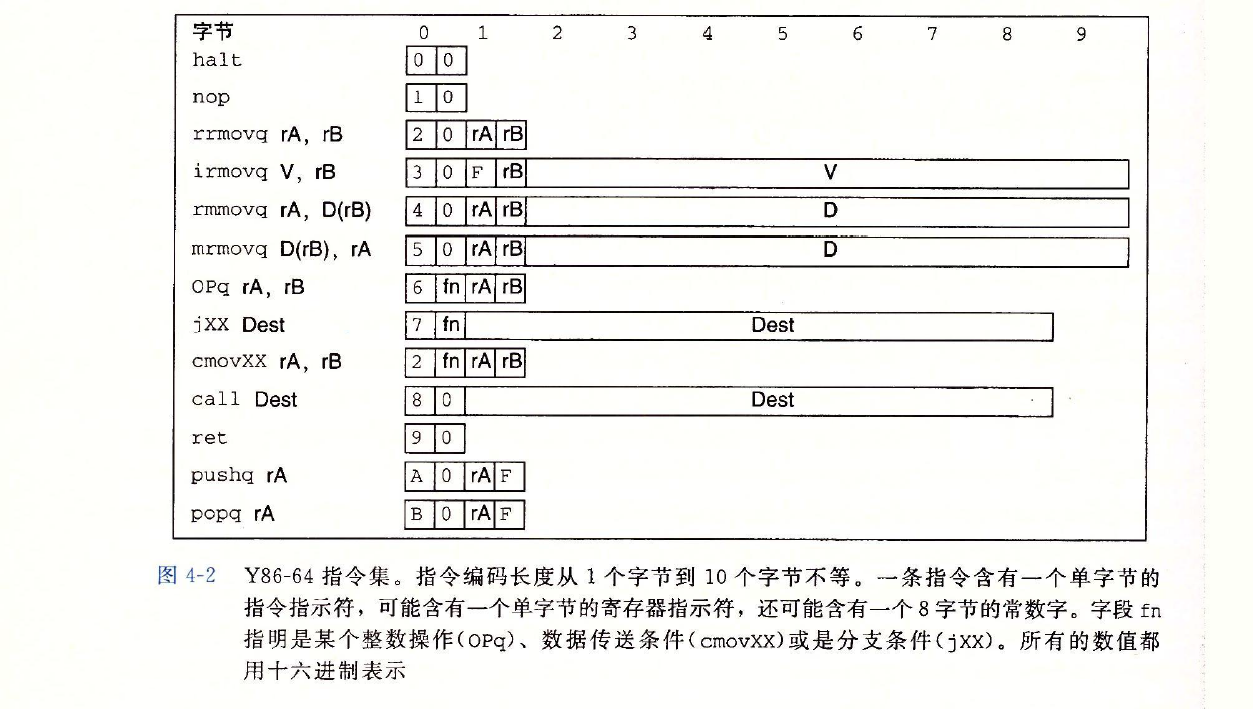 字节 0 1 2 3 4 5 6 7 8 9
halt 0 0
nop 1 0
rrmovq rA, rB 2 0 rA rB
irmovq V, rB 3 0 F rB V
rmmovq rA, D(rB) 4 0 rA rB D
mrmovq D(rB), rA 5 0 rA rB D
OPq rA, rB 6 fn rA rB
jXX Dest 7 fn Dest
cmovXX rA, rB 2 fn rA rB
call Dest 8 0 Dest
ret 9 0
pushq rA A 0 rA F
popq rA B 0 rA F
图 4-2 Y86-64 指令集。指令编码长度从 1 个字节到 10 个字节不等。一条指令含有一个单字节的
指令指示符，可能含有一个单字节的寄存器指示符，还可能含有一个 8 字节的常数字。字段 fn
指明是某个整数操作(OPq)、数据传送条件(cmovXX)或是分支条件(jXX)。所有的数值都
用十六进制表示